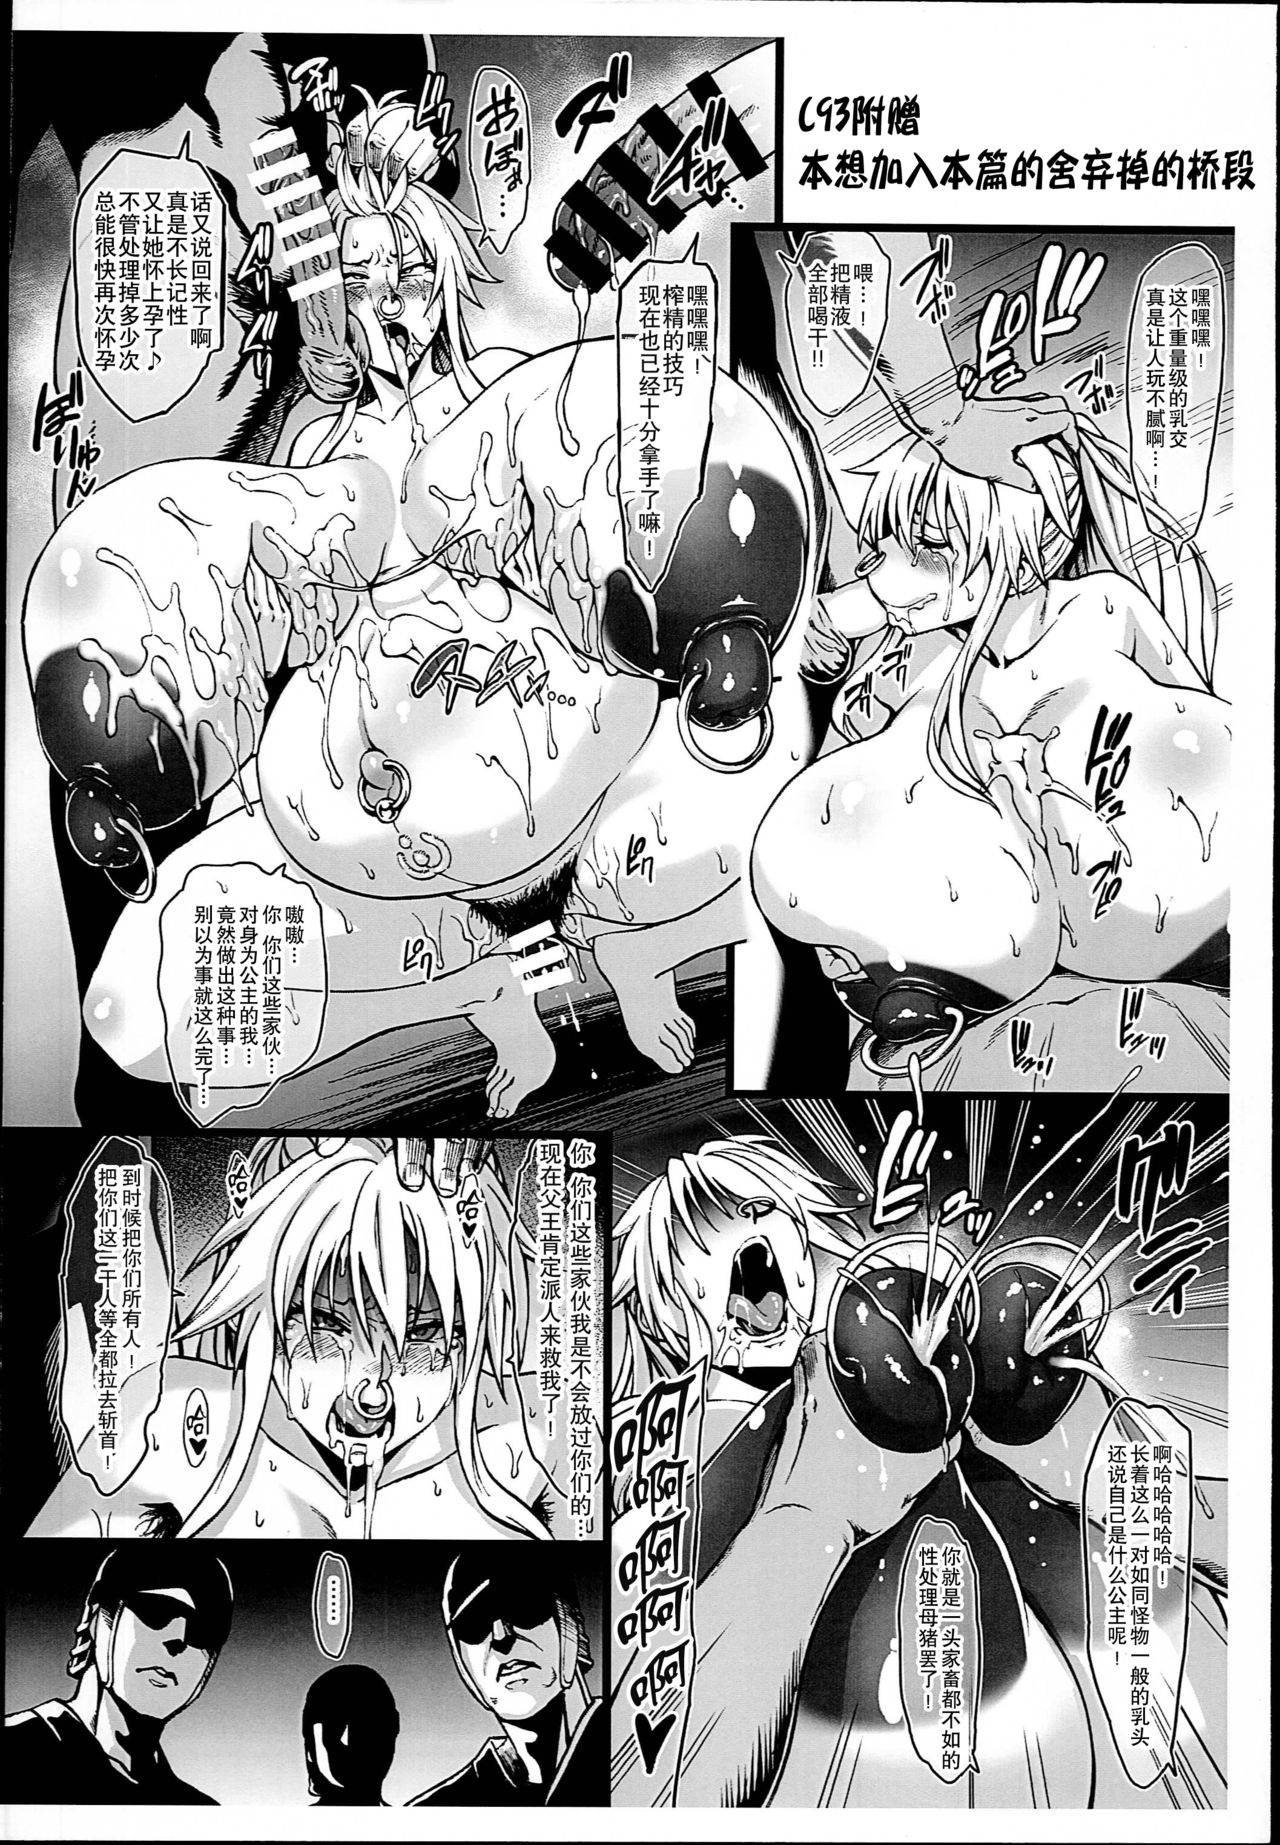 C93附赠
本想加入本篇的舍弃掉的桥段
嘿嘿嘿！
这个重量级的乳交
真是让人玩不腻啊…！
喂…！
把精液
全部喝干!!
嘿嘿嘿！
榨精的技巧
现在也已经十分拿手了嘛！
おぼぉ…
话又说回来了啊
真是不长记性
又让她怀上孕了♪
不管处理掉多少次
总能很快再次怀孕
嗷嗷…
你 你们这些家伙…
对身为公主的我…
竟然做出这种事…
别以为事就这么完了…
ピク
ピク
啊哈哈哈哈哈！
长着这么一对如同怪物一般的乳头
还说自己是什么公主呢！
你就是一头家畜都不如的
性处理母猪罢了！
啊啊啊啊啊♥
你 你们这些家伙我是不会放过你们的…
现在父王肯定派人来救我了！
哈♥
哈♥
哈♥
到时候把你们所有人！
把你们这一干人等全都拉去斩首！
……